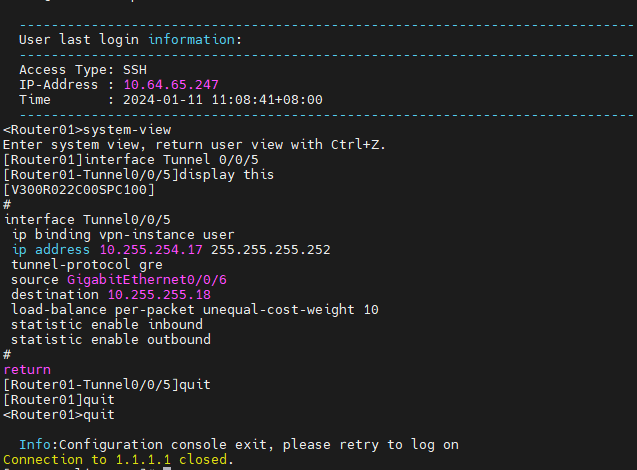 -----------------------------------------------------------------------------
User last login information:
-----------------------------------------------------------------------------
Access Type: SSH
IP-Address : 10.64.65.247
Time       : 2024-01-11 11:08:41+08:00
-----------------------------------------------------------------------------
<Router01>system-view
Enter system view, return user view with Ctrl+Z.
[Router01]interface Tunnel 0/0/5
[Router01-Tunnel0/0/5]display this
[V300R022C00SPC100]
#
interface Tunnel0/0/5
 ip binding vpn-instance user
 ip address 10.255.254.17 255.255.255.252
 tunnel-protocol gre
 source GigabitEthernet0/0/6
 destination 10.255.255.18
 load-balance per-packet unequal-cost-weight 10
 statistic enable inbound
 statistic enable outbound
#
return
[Router01-Tunnel0/0/5]quit
[Router01]quit
<Router01>quit
Info:Configuration console exit, please retry to log on
Connection to 1.1.1.1 closed.